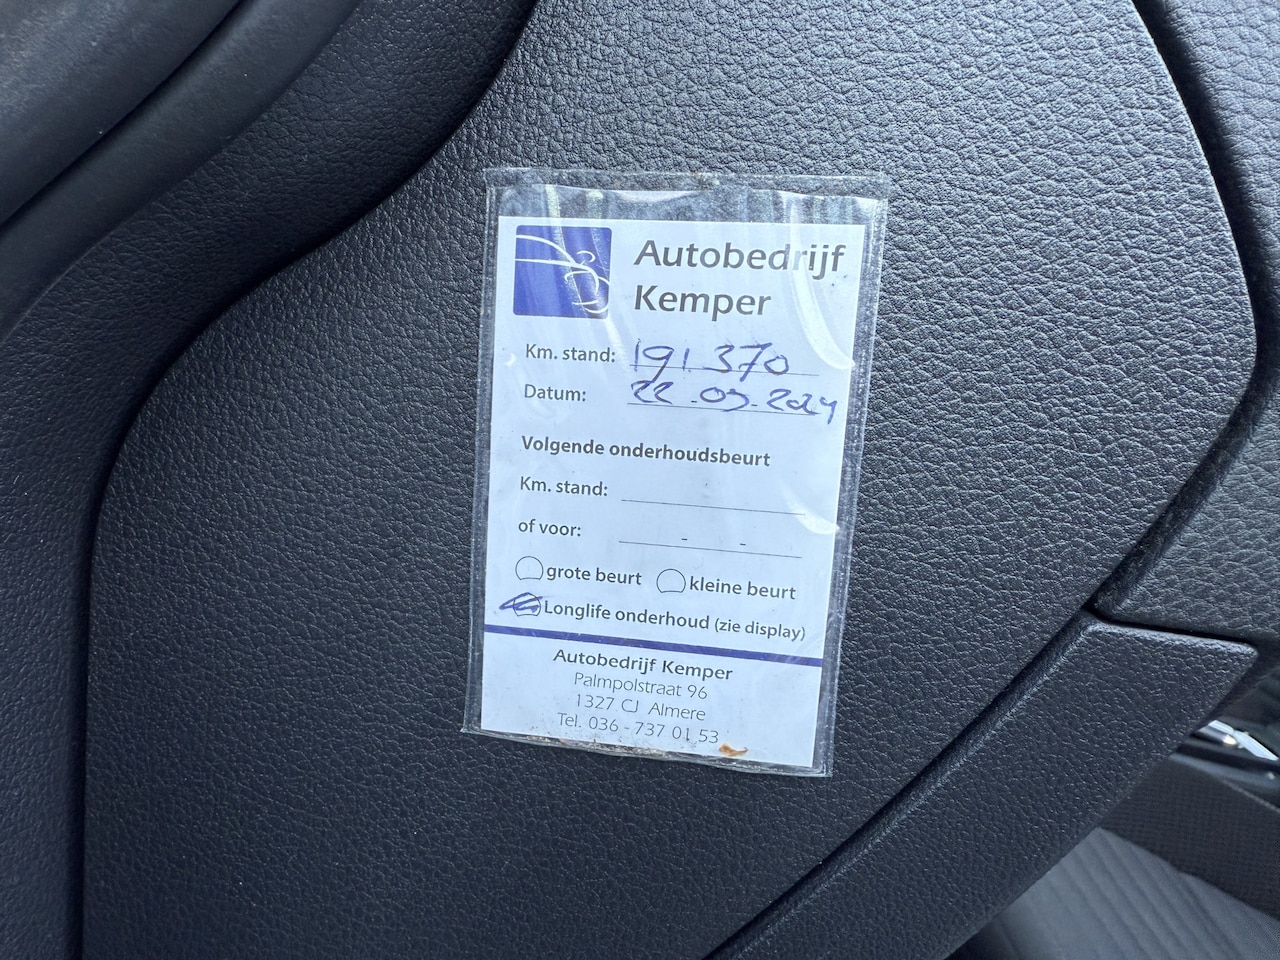 Autobedrijf
Kemper
Km. stand: 191.370
Datum: 22-03-2024
Volgende onderhoudsbeurt
Km. stand:
of voor: - -
grote beurt kleine beurt
Longlife onderhoud (zie display)
Autobedrijf Kemper
Palmpolstraat 96
1327 CJ Almere
Tel. 036 - 737 01 53